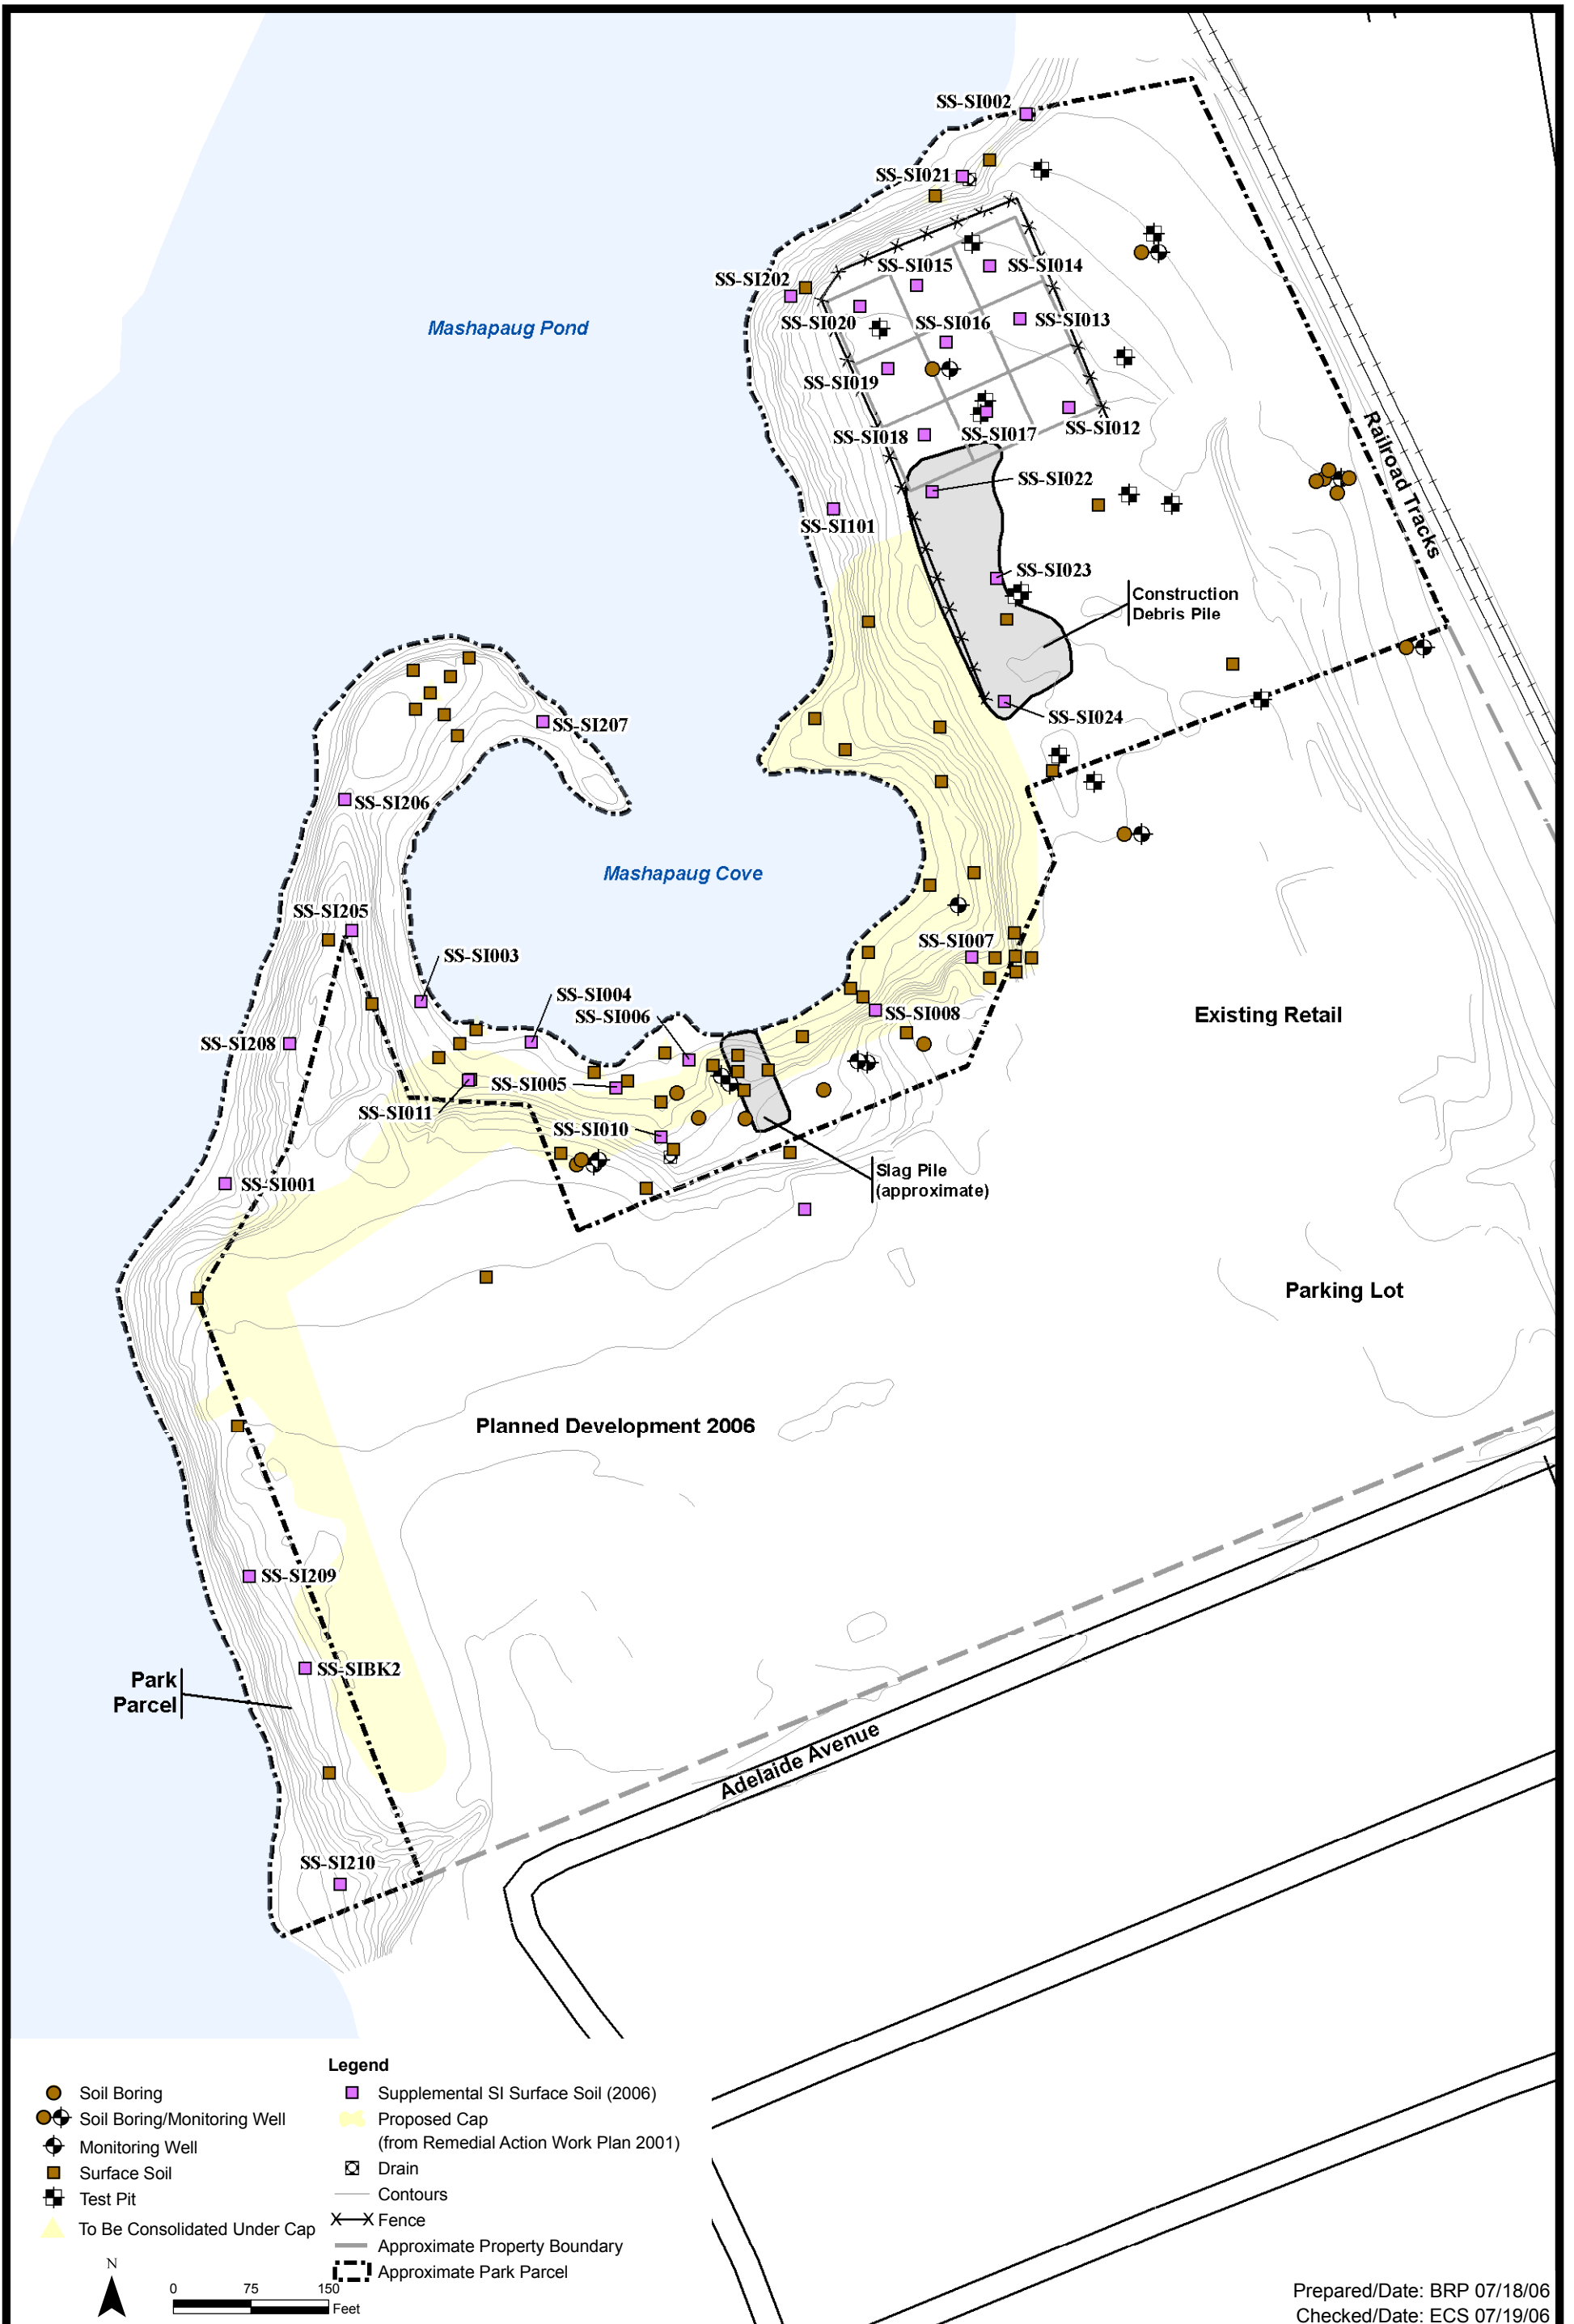 SS-SI002
SS-SI021
SS-SI015
SS-SI014
SS-SI202
SS-SI020
SS-SI016
SS-SI013
SS-SI019
SS-SI018
SS-SI017
SS-SI012
SS-SI022
SS-SI101
SS-SI023
SS-SI024
Mashapaug Pond
Railroad Tracks
Construction
Debris Pile
SS-SI207
SS-SI206
Mashapaug Cove
SS-SI205
SS-SI007
SS-SI003
SS-SI004
SS-SI006
SS-SI008
Existing Retail
SS-SI208
SS-SI005
SS-SI011
SS-SI010
Slag Pile
(approximate)
SS-SI001
Parking Lot
Planned Development 2006
SS-SI209
SS-SIBK2
Park
Parcel
Adelaide Avenue
SS-SI210
Legend
Soil Boring
Soil Boring/Monitoring Well
Monitoring Well
Surface Soil
Test Pit
To Be Consolidated Under Cap
Supplemental SI Surface Soil (2006)
Proposed Cap
(from Remedial Action Work Plan 2001)
Drain
Contours
Fence
Approximate Property Boundary
Approximate Park Parcel
N
0 75 150
Feet
Prepared/Date: BRP 07/18/06
Checked/Date: ECS 07/19/06